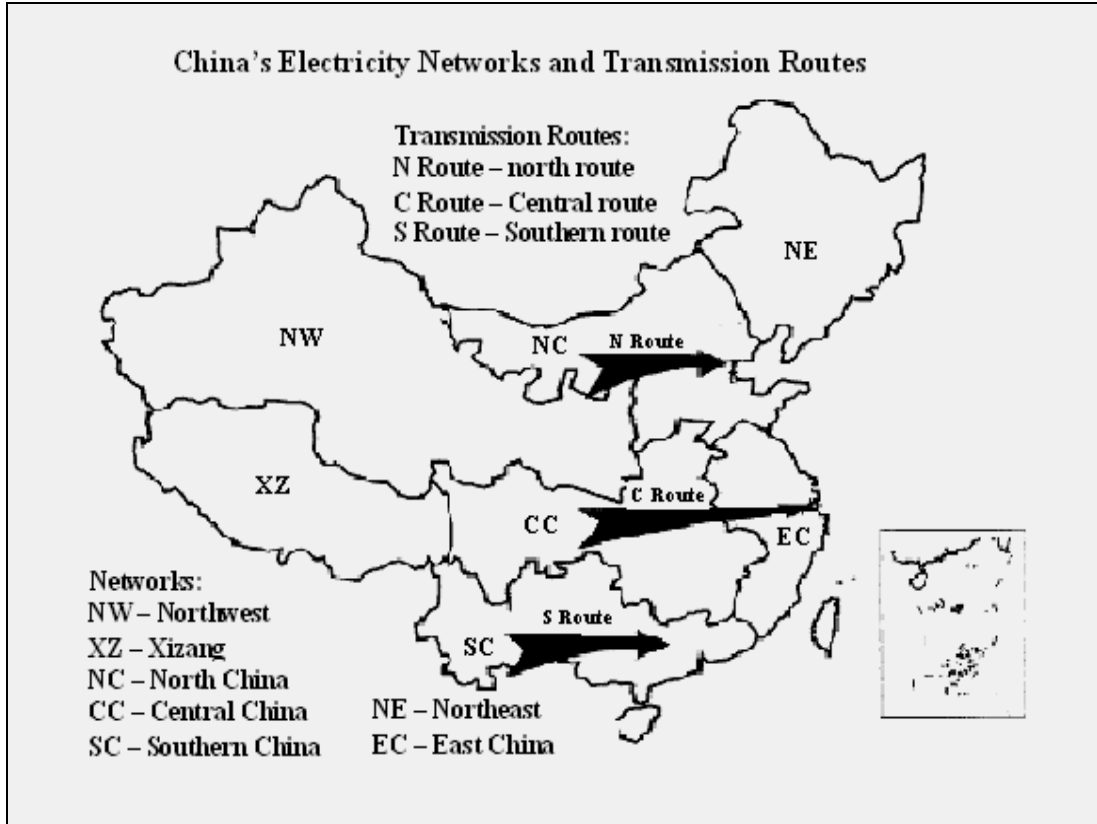 China's Electricity Networks and Transmission Routes
Transmission Routes:
N Route – north route
C Route – Central route
S Route – Southern route
NE
NW
NC
N Route
XZ
C Route
CC
EC
S Route
SC
Networks:
NW – Northwest
XZ – Xizang
NC – North China
CC – Central China
SC – Southern China
NE – Northeast
EC – East China